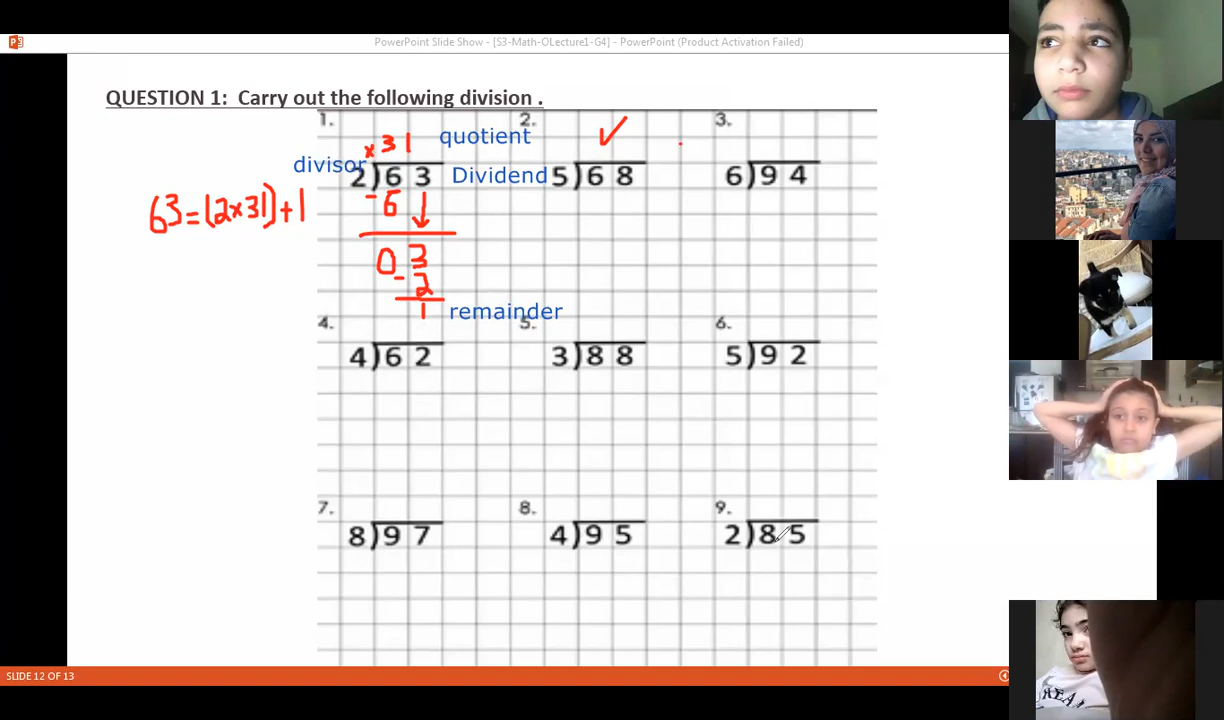 PowerPoint Slide Show - [S3-Math-OLecture1-G4] - PowerPoint (Product Activation Failed)
QUESTION 1: Carry out the following division .
1. 2. 3.
× 31 quotient ✓
divisor 2)63 Dividend 5)68 6)94
63=(2×31)+1
-6
03
-2
1 remainder
4. 5. 6.
4)62 3)88 5)92
7. 8. 9.
8)97 4)95 2)85
SLIDE 12 OF 13